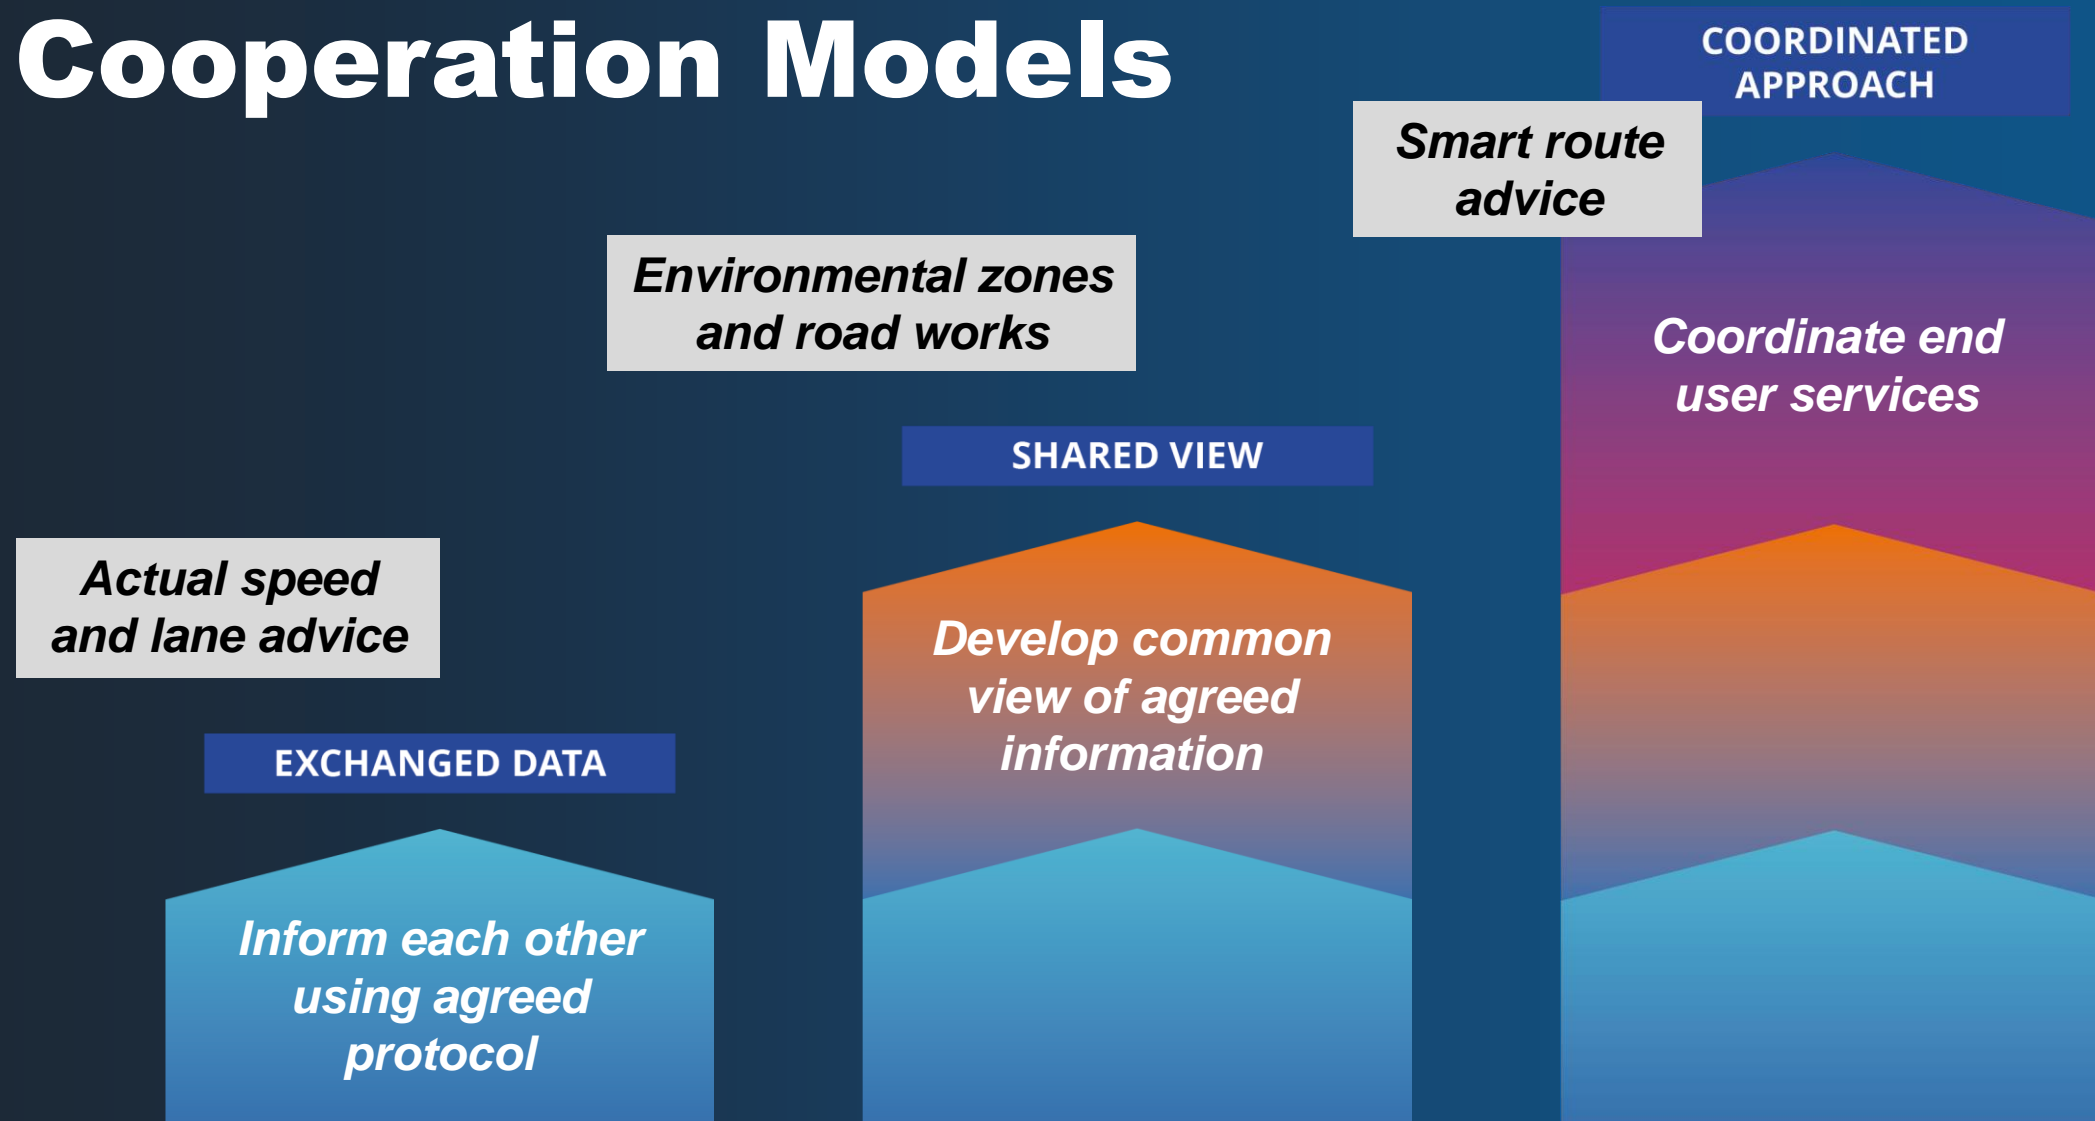 Cooperation Models
COORDINATED
APPROACH
Smart route
advice
Environmental zones
and road works
Coordinate end
user services
SHARED VIEW
Actual speed
and lane advice
Develop common
view of agreed
information
EXCHANGED DATA
Inform each other
using agreed
protocol